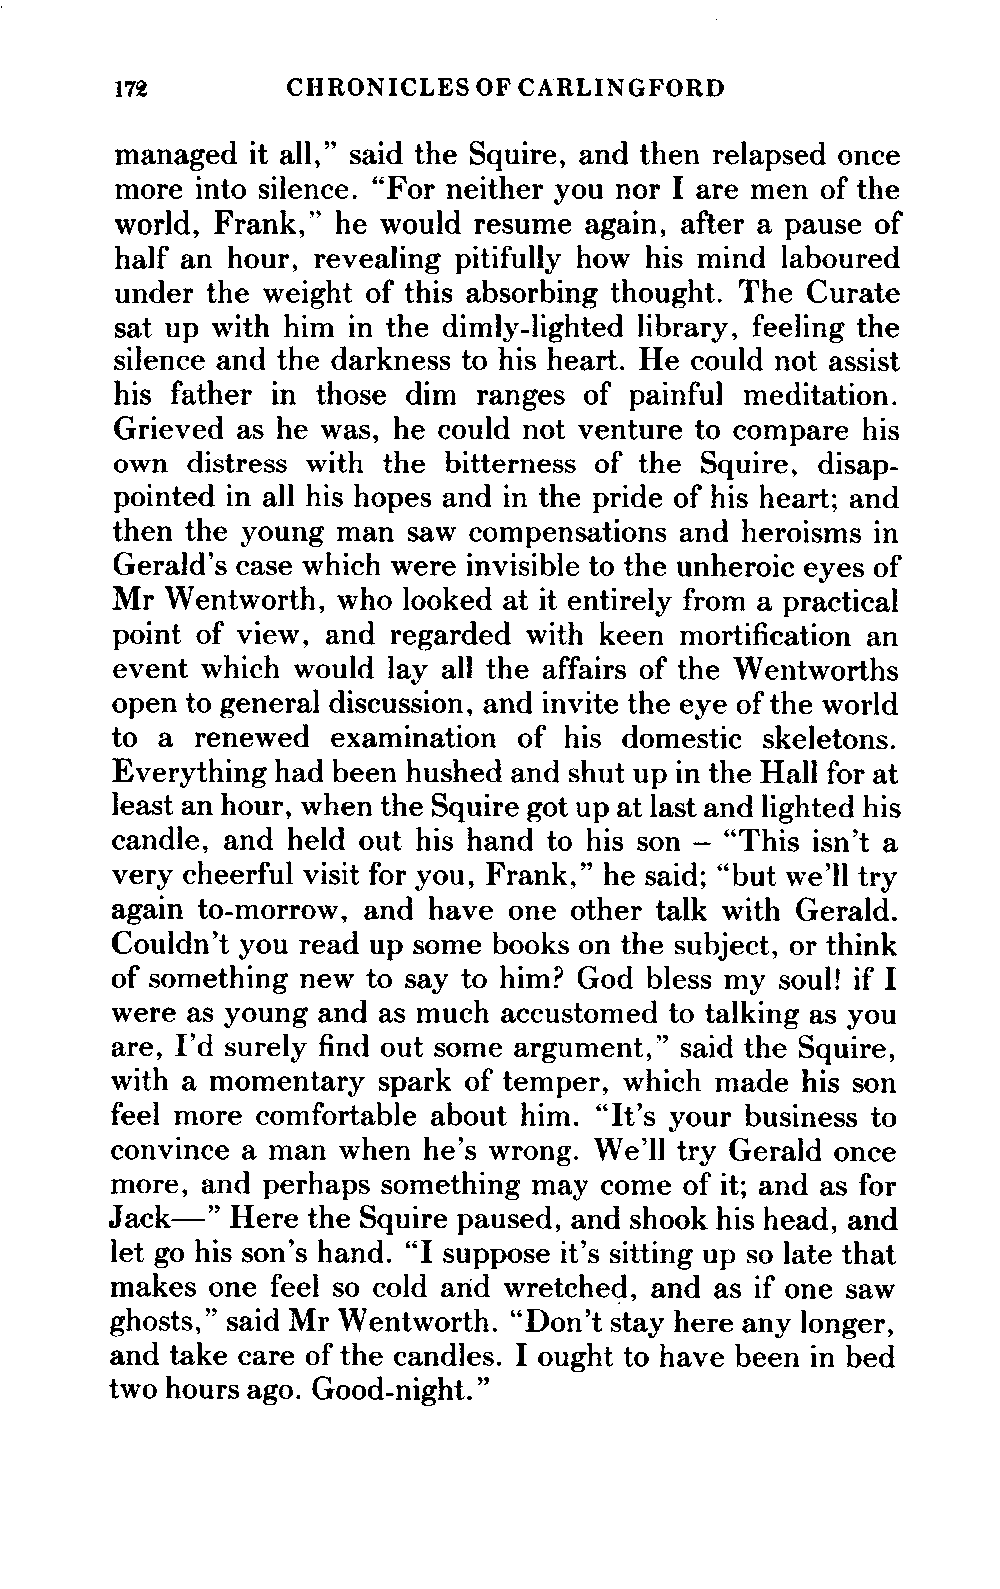 172 CHRONICLES OF CARLINGFORD
managed it all,” said the Squire, and then relapsed once
more into silence. “For neither you nor I are men of the
world, Frank,” he would resume again, after a pause of
half an hour, revealing pitifully how his mind laboured
under the weight of this absorbing thought. The Curate
sat up with him in the dimly-lighted library, feeling the
silence and the darkness to his heart. He could not assist
his father in those dim ranges of painful meditation.
Grieved as he was, he could not venture to compare his
own distress with the bitterness of the Squire, disap-
pointed in all his hopes and in the pride of his heart; and
then the young man saw compensations and heroisms in
Gerald’s case which were invisible to the unheroic eyes of
Mr Wentworth, who looked at it entirely from a practical
point of view, and regarded with keen mortification an
event which would lay all the affairs of the Wentworths
open to general discussion, and invite the eye of the world
to a renewed examination of his domestic skeletons.
Everything had been hushed and shut up in the Hall for at
least an hour, when the Squire got up at last and lighted his
candle, and held out his hand to his son – “This isn’t a
very cheerful visit for you, Frank,” he said; “but we’ll try
again to-morrow, and have one other talk with Gerald.
Couldn’t you read up some books on the subject, or think
of something new to say to him? God bless my soul! if I
were as young and as much accustomed to talking as you
are, I’d surely find out some argument,” said the Squire,
with a momentary spark of temper, which made his son
feel more comfortable about him. “It’s your business to
convince a man when he’s wrong. We’ll try Gerald once
more, and perhaps something may come of it; and as for
Jack—” Here the Squire paused, and shook his head, and
let go his son’s hand. “I suppose it’s sitting up so late that
makes one feel so cold and wretched, and as if one saw
ghosts,” said Mr Wentworth. “Don’t stay here any longer,
and take care of the candles. I ought to have been in bed
two hours ago. Good-night.”